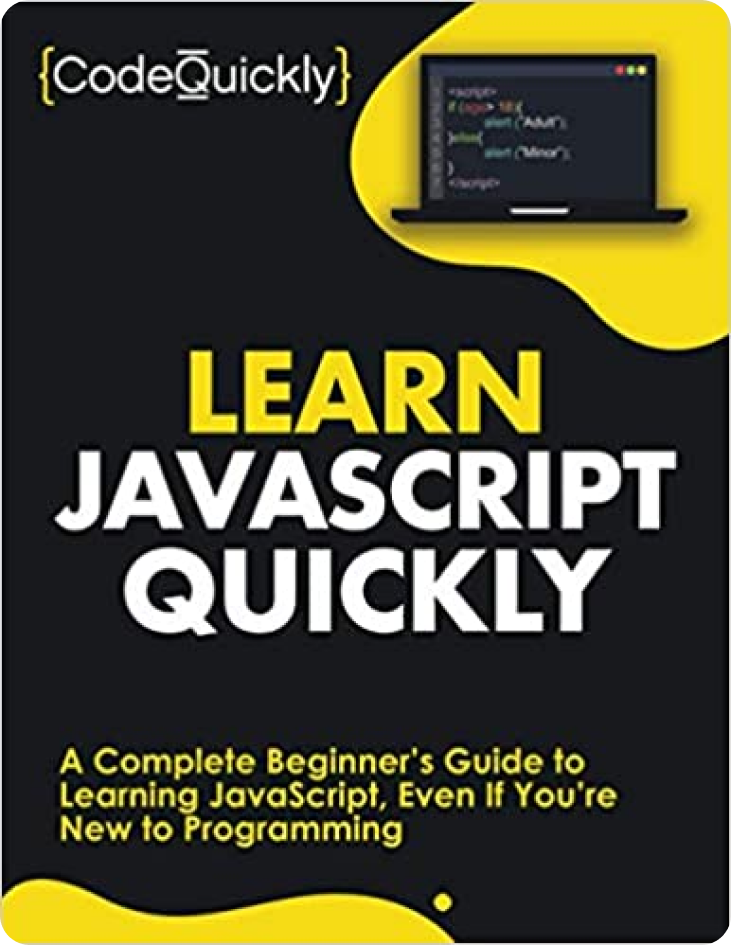 {CodeQuickly}
<script>
if (age> 18){
alert ("Adult");
}else{
alert ("Minor");
}
</script>
LEARN
JAVASCRIPT
QUICKLY
A Complete Beginner's Guide to
Learning JavaScript, Even If You're
New to Programming